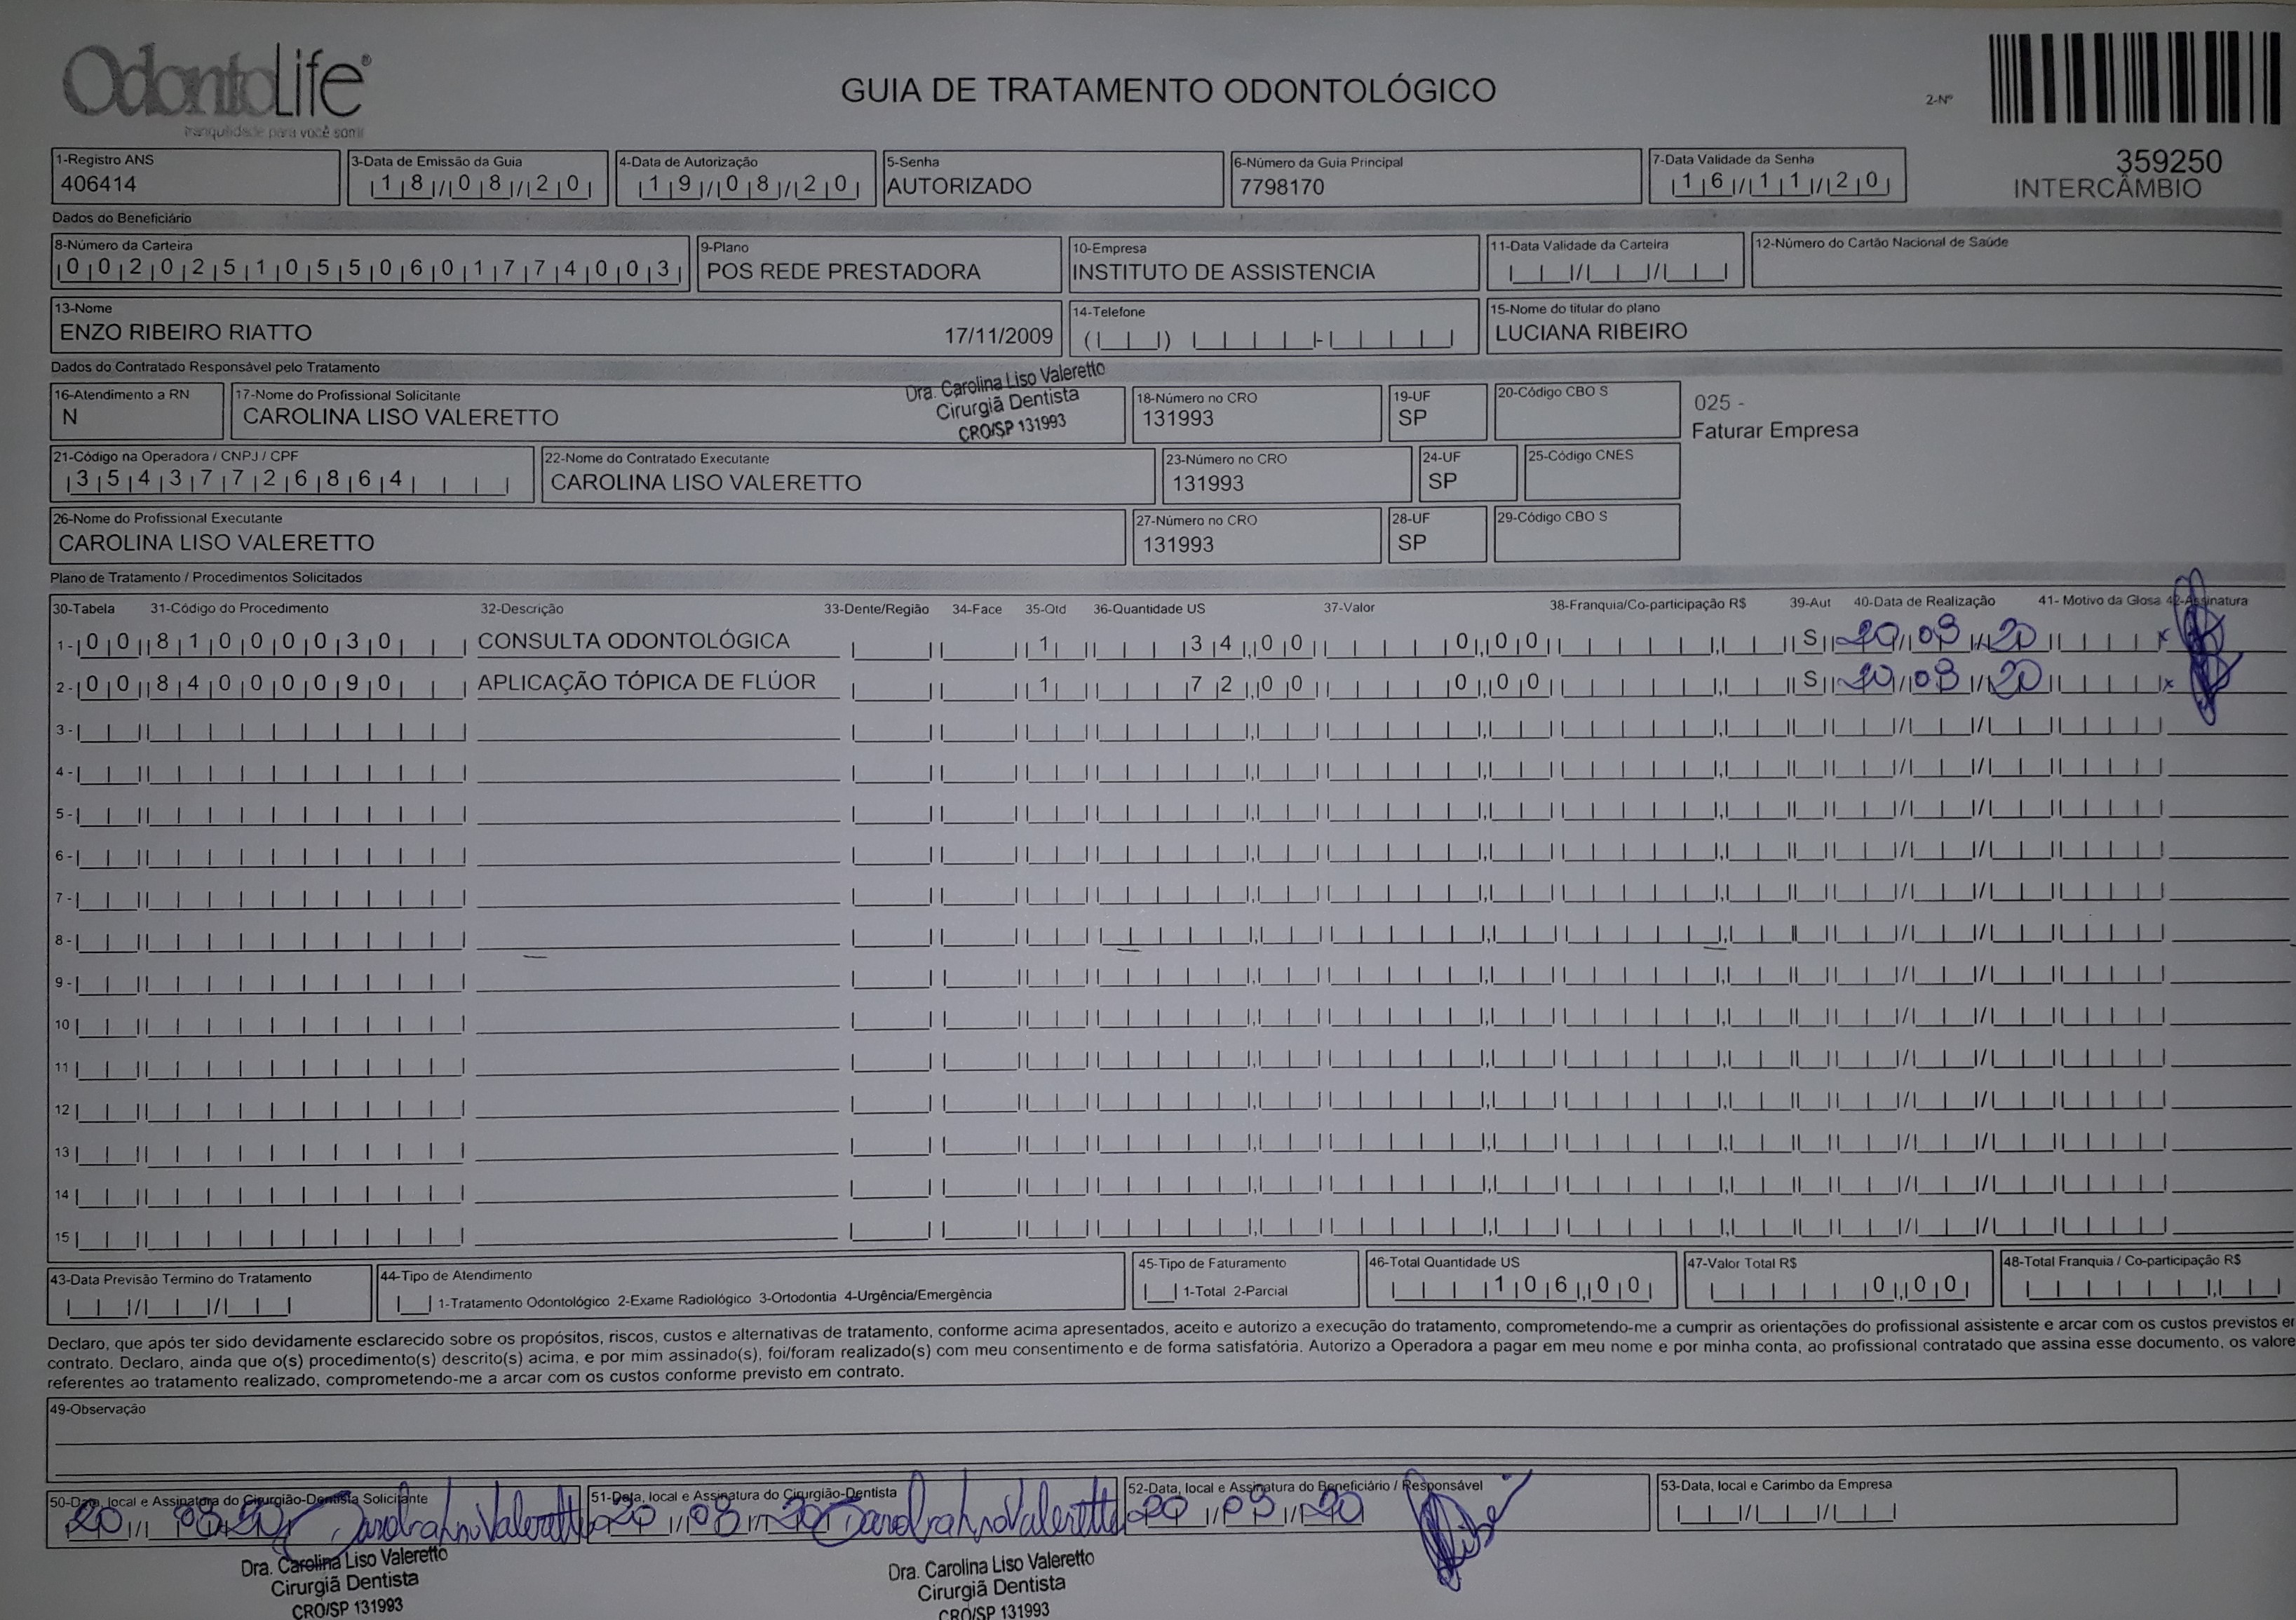 OdontoLife®
tranquilidade para você sorrir
GUIA DE TRATAMENTO ODONTOLÓGICO
2-Nº
359250
INTERCÂMBIO
1-Registro ANS
406414
3-Data de Emissão da Guia
18/08/20
4-Data de Autorização
19/08/20
5-Senha
AUTORIZADO
6-Número da Guia Principal
7798170
7-Data Validade da Senha
16/11/20
Dados do Beneficiário
8-Número da Carteira
00202510550601774003
9-Plano
POS REDE PRESTADORA
10-Empresa
INSTITUTO DE ASSISTENCIA
11-Data Validade da Carteira
12-Número do Cartão Nacional de Saúde
13-Nome
ENZO RIBEIRO RIATTO 17/11/2009
14-Telefone
15-Nome do titular do plano
LUCIANA RIBEIRO
Dados do Contratado Responsável pelo Tratamento
16-Atendimento a RN
N
17-Nome do Profissional Solicitante
CAROLINA LISO VALERETTO
Dra. Carolina Liso Valeretto
Cirurgiã Dentista
CRO/SP 131993
18-Número no CRO
131993
19-UF
SP
20-Código CBO S
025 -
Faturar Empresa
21-Código na Operadora / CNPJ / CPF
35437726864
22-Nome do Contratado Executante
CAROLINA LISO VALERETTO
23-Número no CRO
131993
24-UF
SP
25-Código CNES
26-Nome do Profissional Executante
CAROLINA LISO VALERETTO
27-Número no CRO
131993
28-UF
SP
29-Código CBO S
Plano de Tratamento / Procedimentos Solicitados
30-Tabela 31-Código do Procedimento 32-Descrição 33-Dente/Região 34-Face 35-Qtd 36-Quantidade US 37-Valor 38-Franquia/Co-participação R$ 39-Aut 40-Data de Realização 41- Motivo da Glosa 42-Assinatura
1- 00 81000030 CONSULTA ODONTOLÓGICA 1 34,00 0,00 S 20/08/20 x
2- 00 84000090 APLICAÇÃO TÓPICA DE FLÚOR 1 72,00 0,00 S 20/08/20 x
3-
4-
5-
6-
7-
8-
9-
10
11
12
13
14
15
43-Data Previsão Término do Tratamento
44-Tipo de Atendimento
1-Tratamento Odontológico 2-Exame Radiológico 3-Ortodontia 4-Urgência/Emergência
45-Tipo de Faturamento
1-Total 2-Parcial
46-Total Quantidade US
106,00
47-Valor Total R$
0,00
48-Total Franquia / Co-participação R$
Declaro, que após ter sido devidamente esclarecido sobre os propósitos, riscos, custos e alternativas de tratamento, conforme acima apresentados, aceito e autorizo a execução do tratamento, comprometendo-me a cumprir as orientações do profissional assistente e arcar com os custos previstos em
contrato. Declaro, ainda que o(s) procedimento(s) descrito(s) acima, e por mim assinado(s), foi/foram realizado(s) com meu consentimento e de forma satisfatória. Autorizo a Operadora a pagar em meu nome e por minha conta, ao profissional contratado que assina esse documento, os valore
referentes ao tratamento realizado, comprometendo-me a arcar com os custos conforme previsto em contrato.
49-Observação
50-Data, local e Assinatura do Cirurgião-Dentista Solicitante
20/08/20 Carolina Liso Valeretto
51-Data, local e Assinatura do Cirurgião-Dentista
20/08/20 Carolina Liso Valeretto
52-Data, local e Assinatura do Beneficiário / Responsável
20/08/20
53-Data, local e Carimbo da Empresa
Dra. Carolina Liso Valeretto
Cirurgiã Dentista
CRO/SP 131993
Dra. Carolina Liso Valeretto
Cirurgiã Dentista
CRO/SP 131993